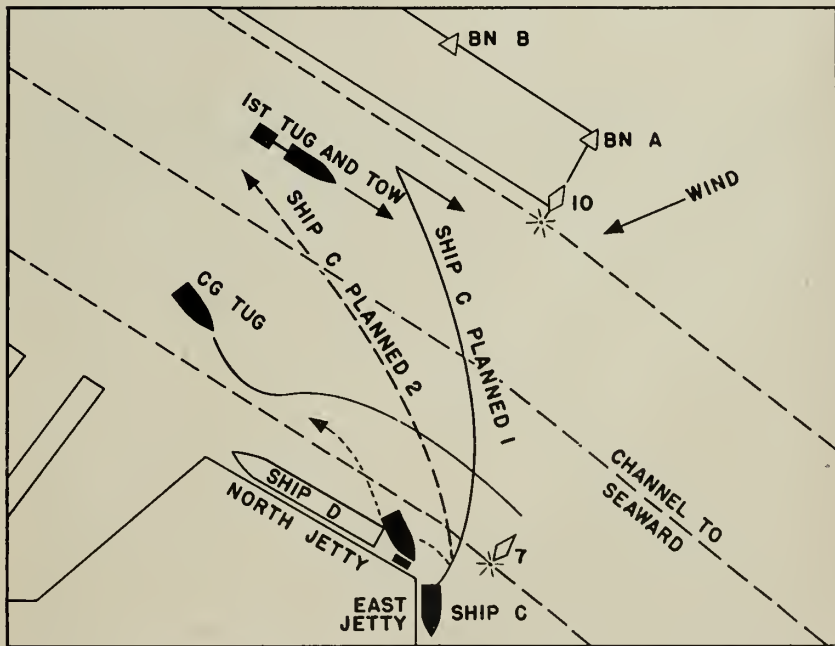 BN B
1ST TUG AND TOW
BN A
10
WIND
SHIP C PLANNED 1
SHIP C PLANNED 2
CG TUG
CHANNEL TO
SEAWARD
SHIP D
NORTH JETTY
7
EAST
JETTY
SHIP C